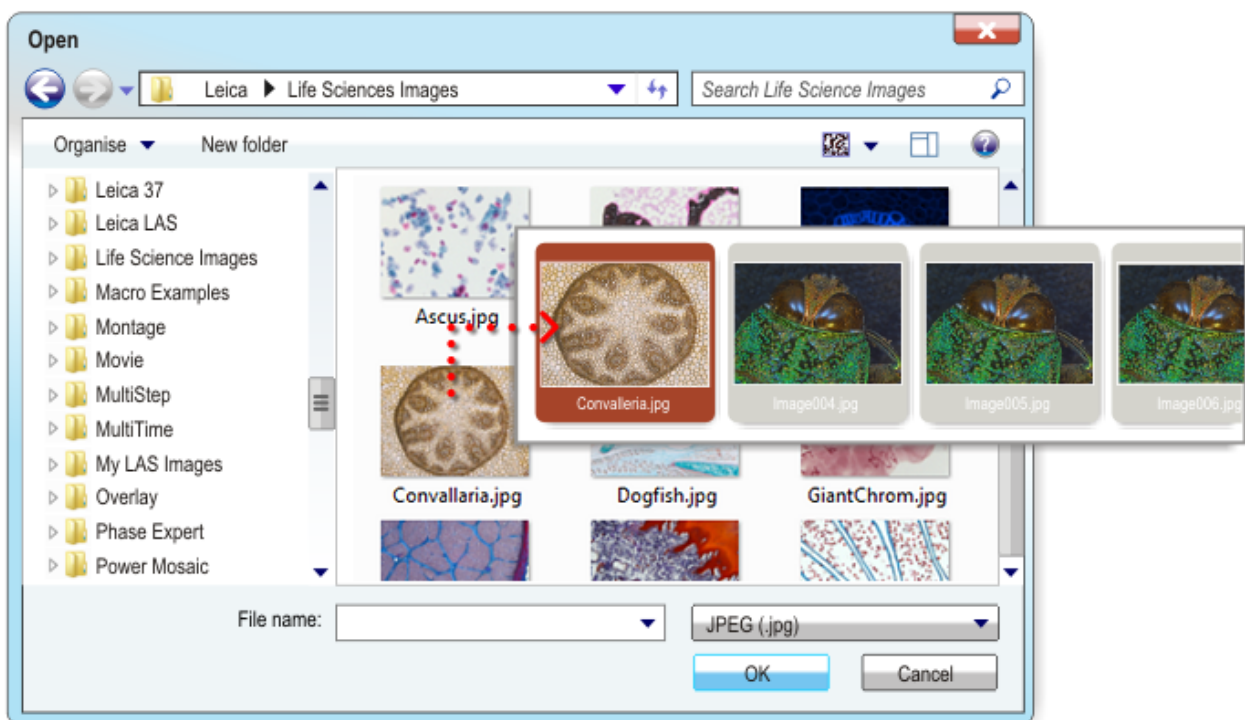 Open
Leica Life Sciences Images
Search Life Science Images
Organise
New folder
Leica 37
Leica LAS
Life Science Images
Macro Examples
Montage
Movie
MultiStep
MultiTime
My LAS Images
Overlay
Phase Expert
Power Mosaic
Ascus.jpg
Convalleria.jpg
Image004.jpg
Image005.jpg
Image006.jpg
Convallaria.jpg
Dogfish.jpg
GiantChrom.jpg
File name:
JPEG (.jpg)
OK
Cancel